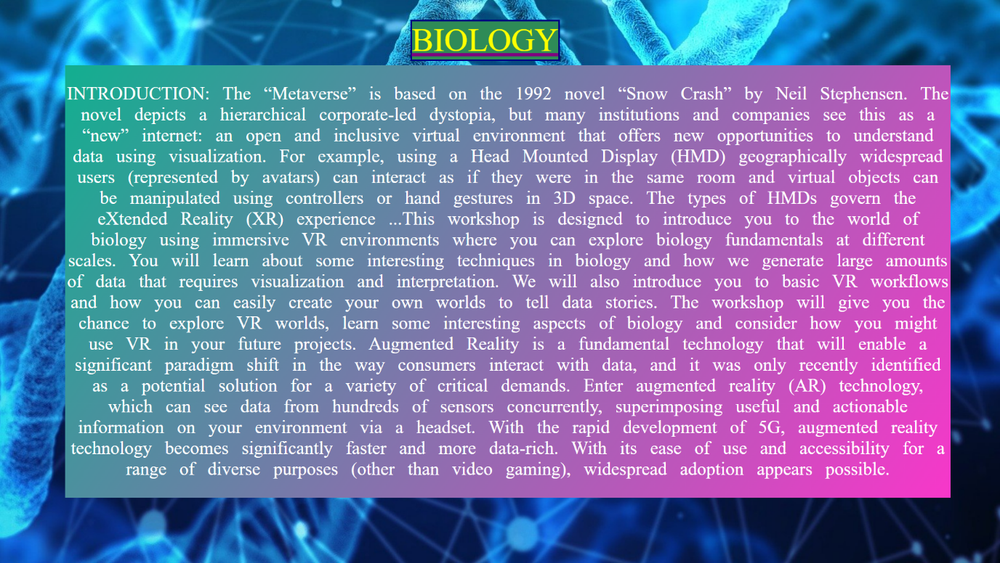 BIOLOGY
INTRODUCTION: The “Metaverse” is based on the 1992 novel “Snow Crash” by Neil Stephensen. The
novel depicts a hierarchical corporate-led dystopia, but many institutions and companies see this as a
“new” internet: an open and inclusive virtual environment that offers new opportunities to understand
data using visualization. For example, using a Head Mounted Display (HMD) geographically widespread
users (represented by avatars) can interact as if they were in the same room and virtual objects can
be manipulated using controllers or hand gestures in 3D space. The types of HMDs govern the
eXtended Reality (XR) experience ...This workshop is designed to introduce you to the world of
biology using immersive VR environments where you can explore biology fundamentals at different
scales. You will learn about some interesting techniques in biology and how we generate large amounts
of data that requires visualization and interpretation. We will also introduce you to basic VR workflows
and how you can easily create your own worlds to tell data stories. The workshop will give you the
chance to explore VR worlds, learn some interesting aspects of biology and consider how you might
use VR in your future projects. Augmented Reality is a fundamental technology that will enable a
significant paradigm shift in the way consumers interact with data, and it was only recently identified
as a potential solution for a variety of critical demands. Enter augmented reality (AR) technology,
which can see data from hundreds of sensors concurrently, superimposing useful and actionable
information on your environment via a headset. With the rapid development of 5G, augmented reality
technology becomes significantly faster and more data-rich. With its ease of use and accessibility for a
range of diverse purposes (other than video gaming), widespread adoption appears possible.